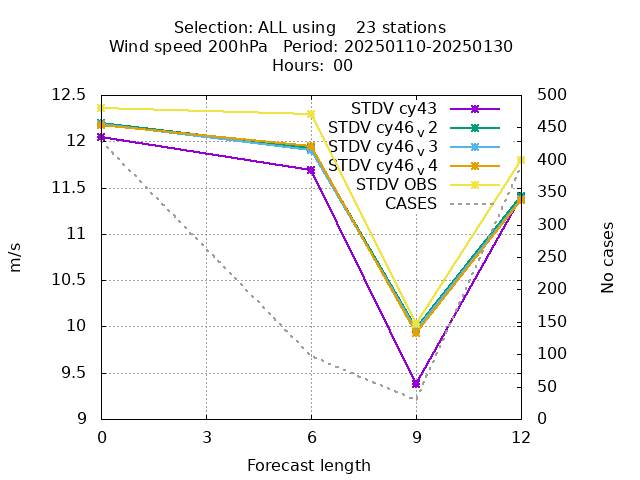 Selection: ALL using    23 stations
Wind speed 200hPa   Period: 20250110-20250130
Hours:  00
STDV cy43
STDV cy46 v 2
STDV cy46 v 3
STDV cy46 v 4
STDV OBS
CASES
12.5
12
11.5
11
10.5
10
9.5
9
m/s
500
450
400
350
300
250
200
150
100
50
0
No cases
0 3 6 9 12
Forecast length